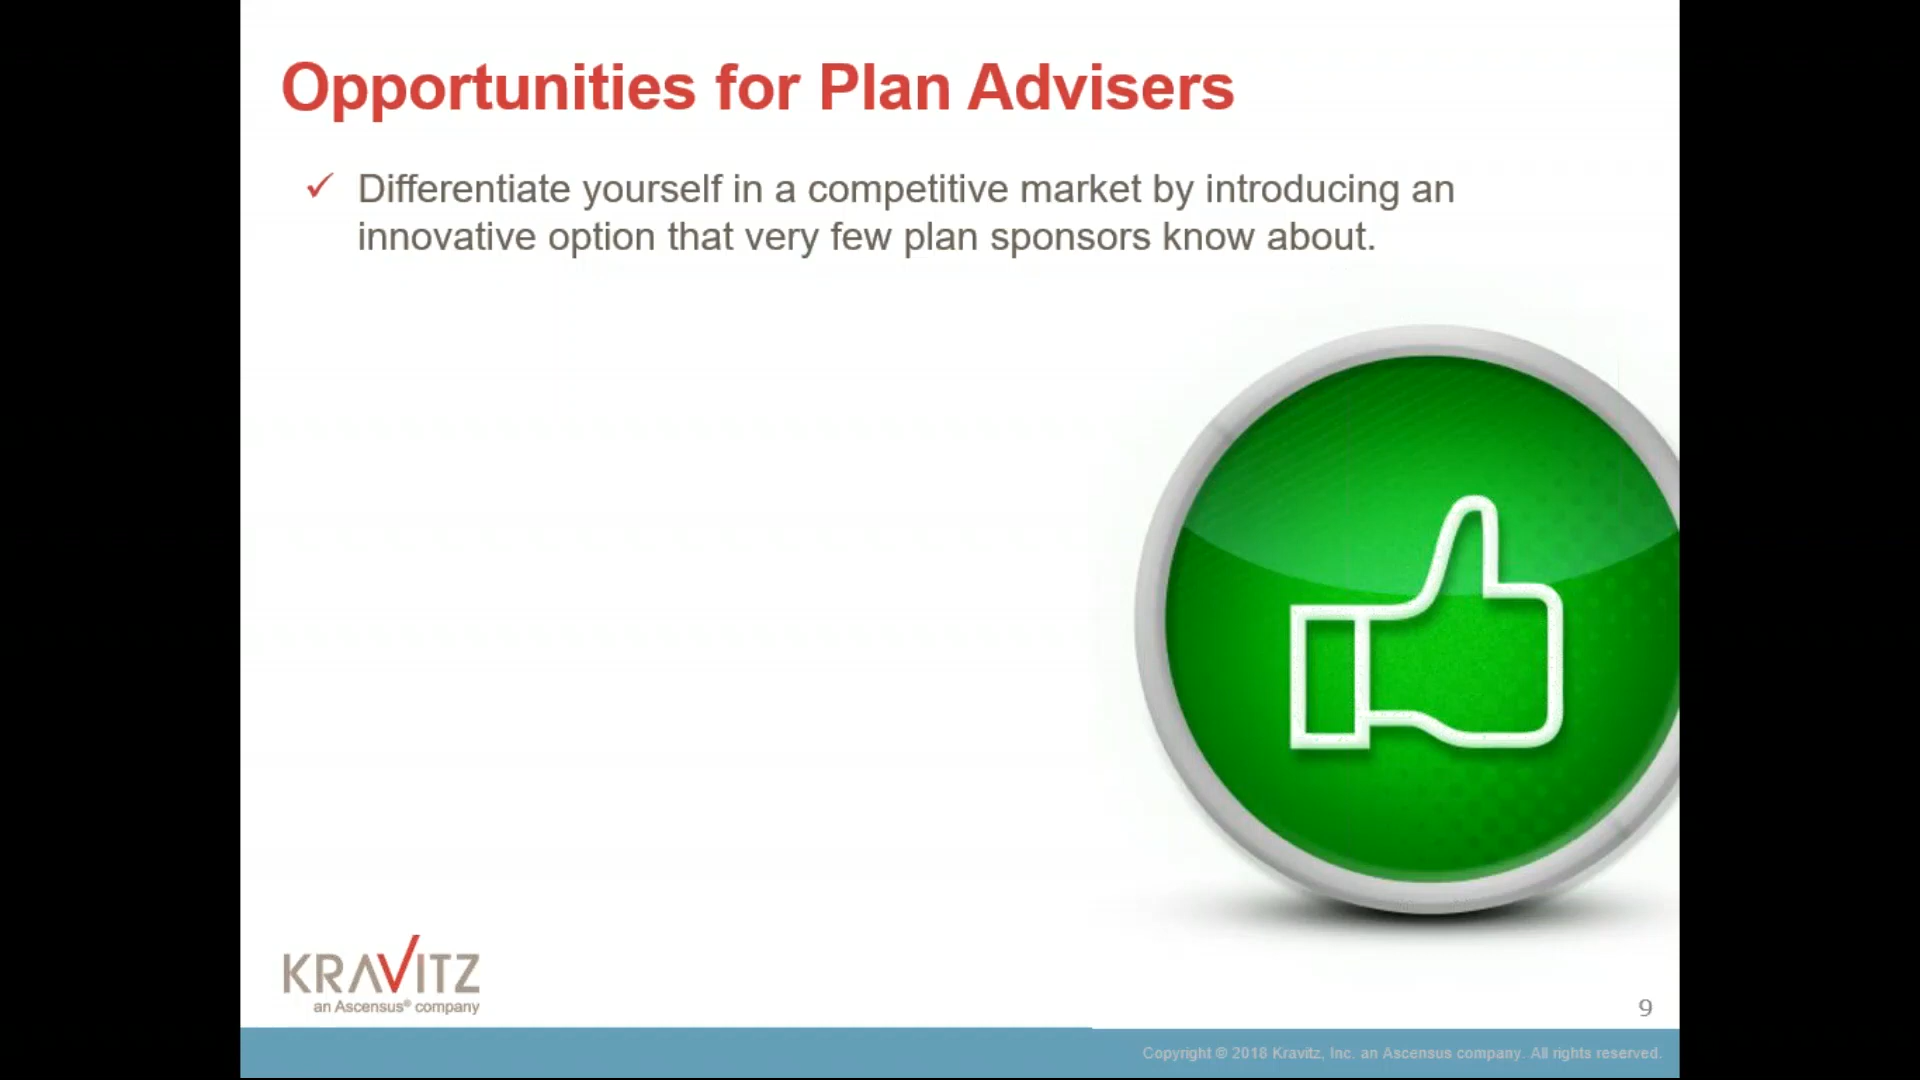 Opportunities for Plan Advisers
✓ Differentiate yourself in a competitive market by introducing an
innovative option that very few plan sponsors know about.
KRAVITZ
an Ascensus® company
9
Copyright © 2018 Kravitz, Inc. an Ascensus company. All rights reserved.